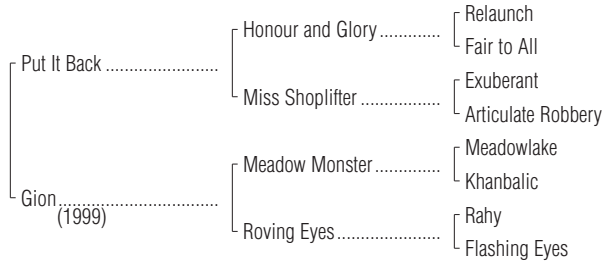 Relaunch
Honour and Glory .............
Fair to All
Put It Back ........................
Exuberant
Miss Shoplifter .................
Articulate Robbery
Meadowlake
Meadow Monster..............
Khanbalic
Gion..................................
(1999)
Rahy
Roving Eyes......................
Flashing Eyes